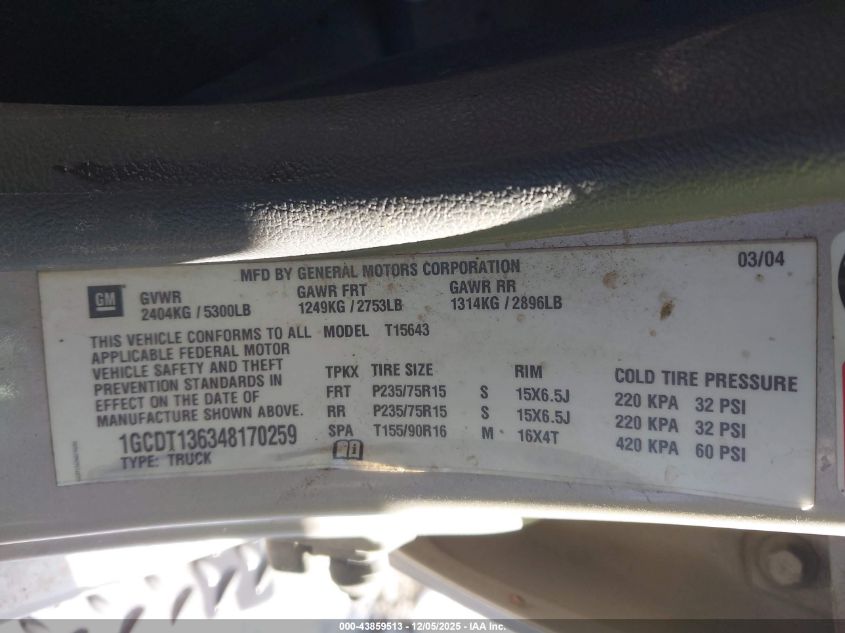 MFD BY GENERAL MOTORS CORPORATION 03/04
GM
GVWR GAWR FRT GAWR RR
2404KG / 5300LB 1249KG / 2753LB 1314KG / 2896LB
THIS VEHICLE CONFORMS TO ALL MODEL T15643
APPLICABLE FEDERAL MOTOR
VEHICLE SAFETY AND THEFT
PREVENTION STANDARDS IN
EFFECT ON THE DATE OF
MANUFACTURE SHOWN ABOVE.
1GCDT136348170259
TYPE: TRUCK
TPKX TIRE SIZE RIM COLD TIRE PRESSURE
FRT P235/75R15 S 15X6.5J 220 KPA 32 PSI
RR P235/75R15 S 15X6.5J 220 KPA 32 PSI
SPA T155/90R16 M 16X4T 420 KPA 60 PSI
000-43859513 - 12/05/2025 - IAA Inc.